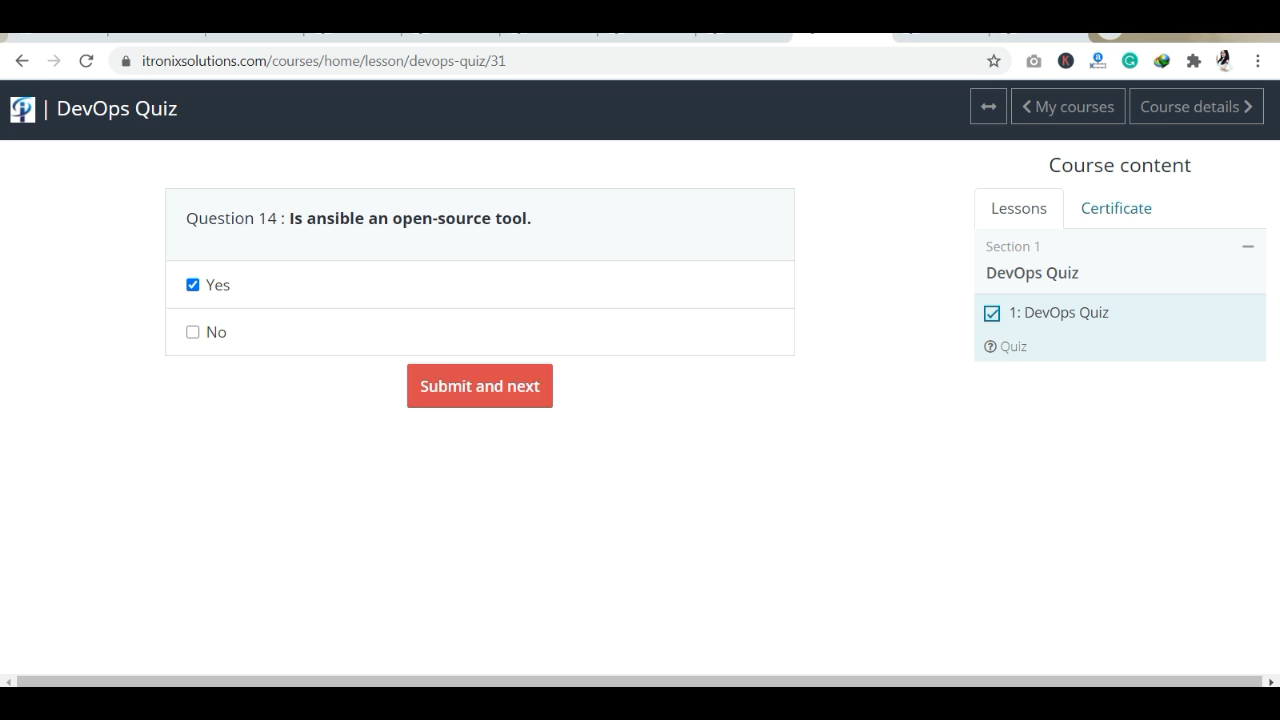 itronixsolutions.com/courses/home/lesson/devops-quiz/31
| DevOps Quiz
My courses
Course details
Course content
Question 14 : Is ansible an open-source tool.
Lessons
Certificate
Section 1
DevOps Quiz
Yes
1: DevOps Quiz
No
Quiz
Submit and next